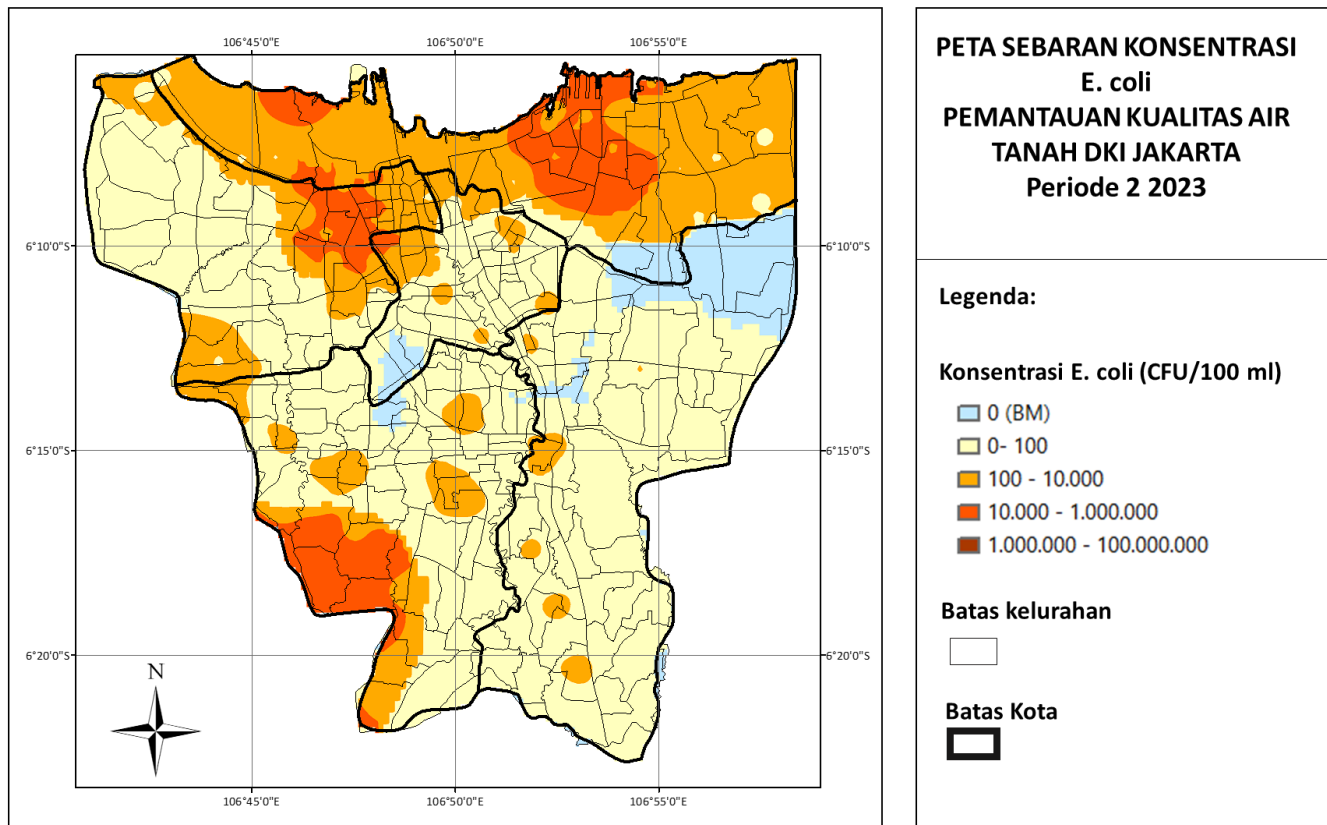 106°45'0"E 106°50'0"E 106°55'0"E
6°10'0"S 6°10'0"S
6°15'0"S 6°15'0"S
6°20'0"S 6°20'0"S
N
106°45'0"E 106°50'0"E 106°55'0"E
PETA SEBARAN KONSENTRASI
E. coli
PEMANTAUAN KUALITAS AIR
TANAH DKI JAKARTA
Periode 2 2023
Legenda:
Konsentrasi E. coli (CFU/100 ml)
0 (BM)
0- 100
100 - 10.000
10.000 - 1.000.000
1.000.000 - 100.000.000
Batas kelurahan
Batas Kota